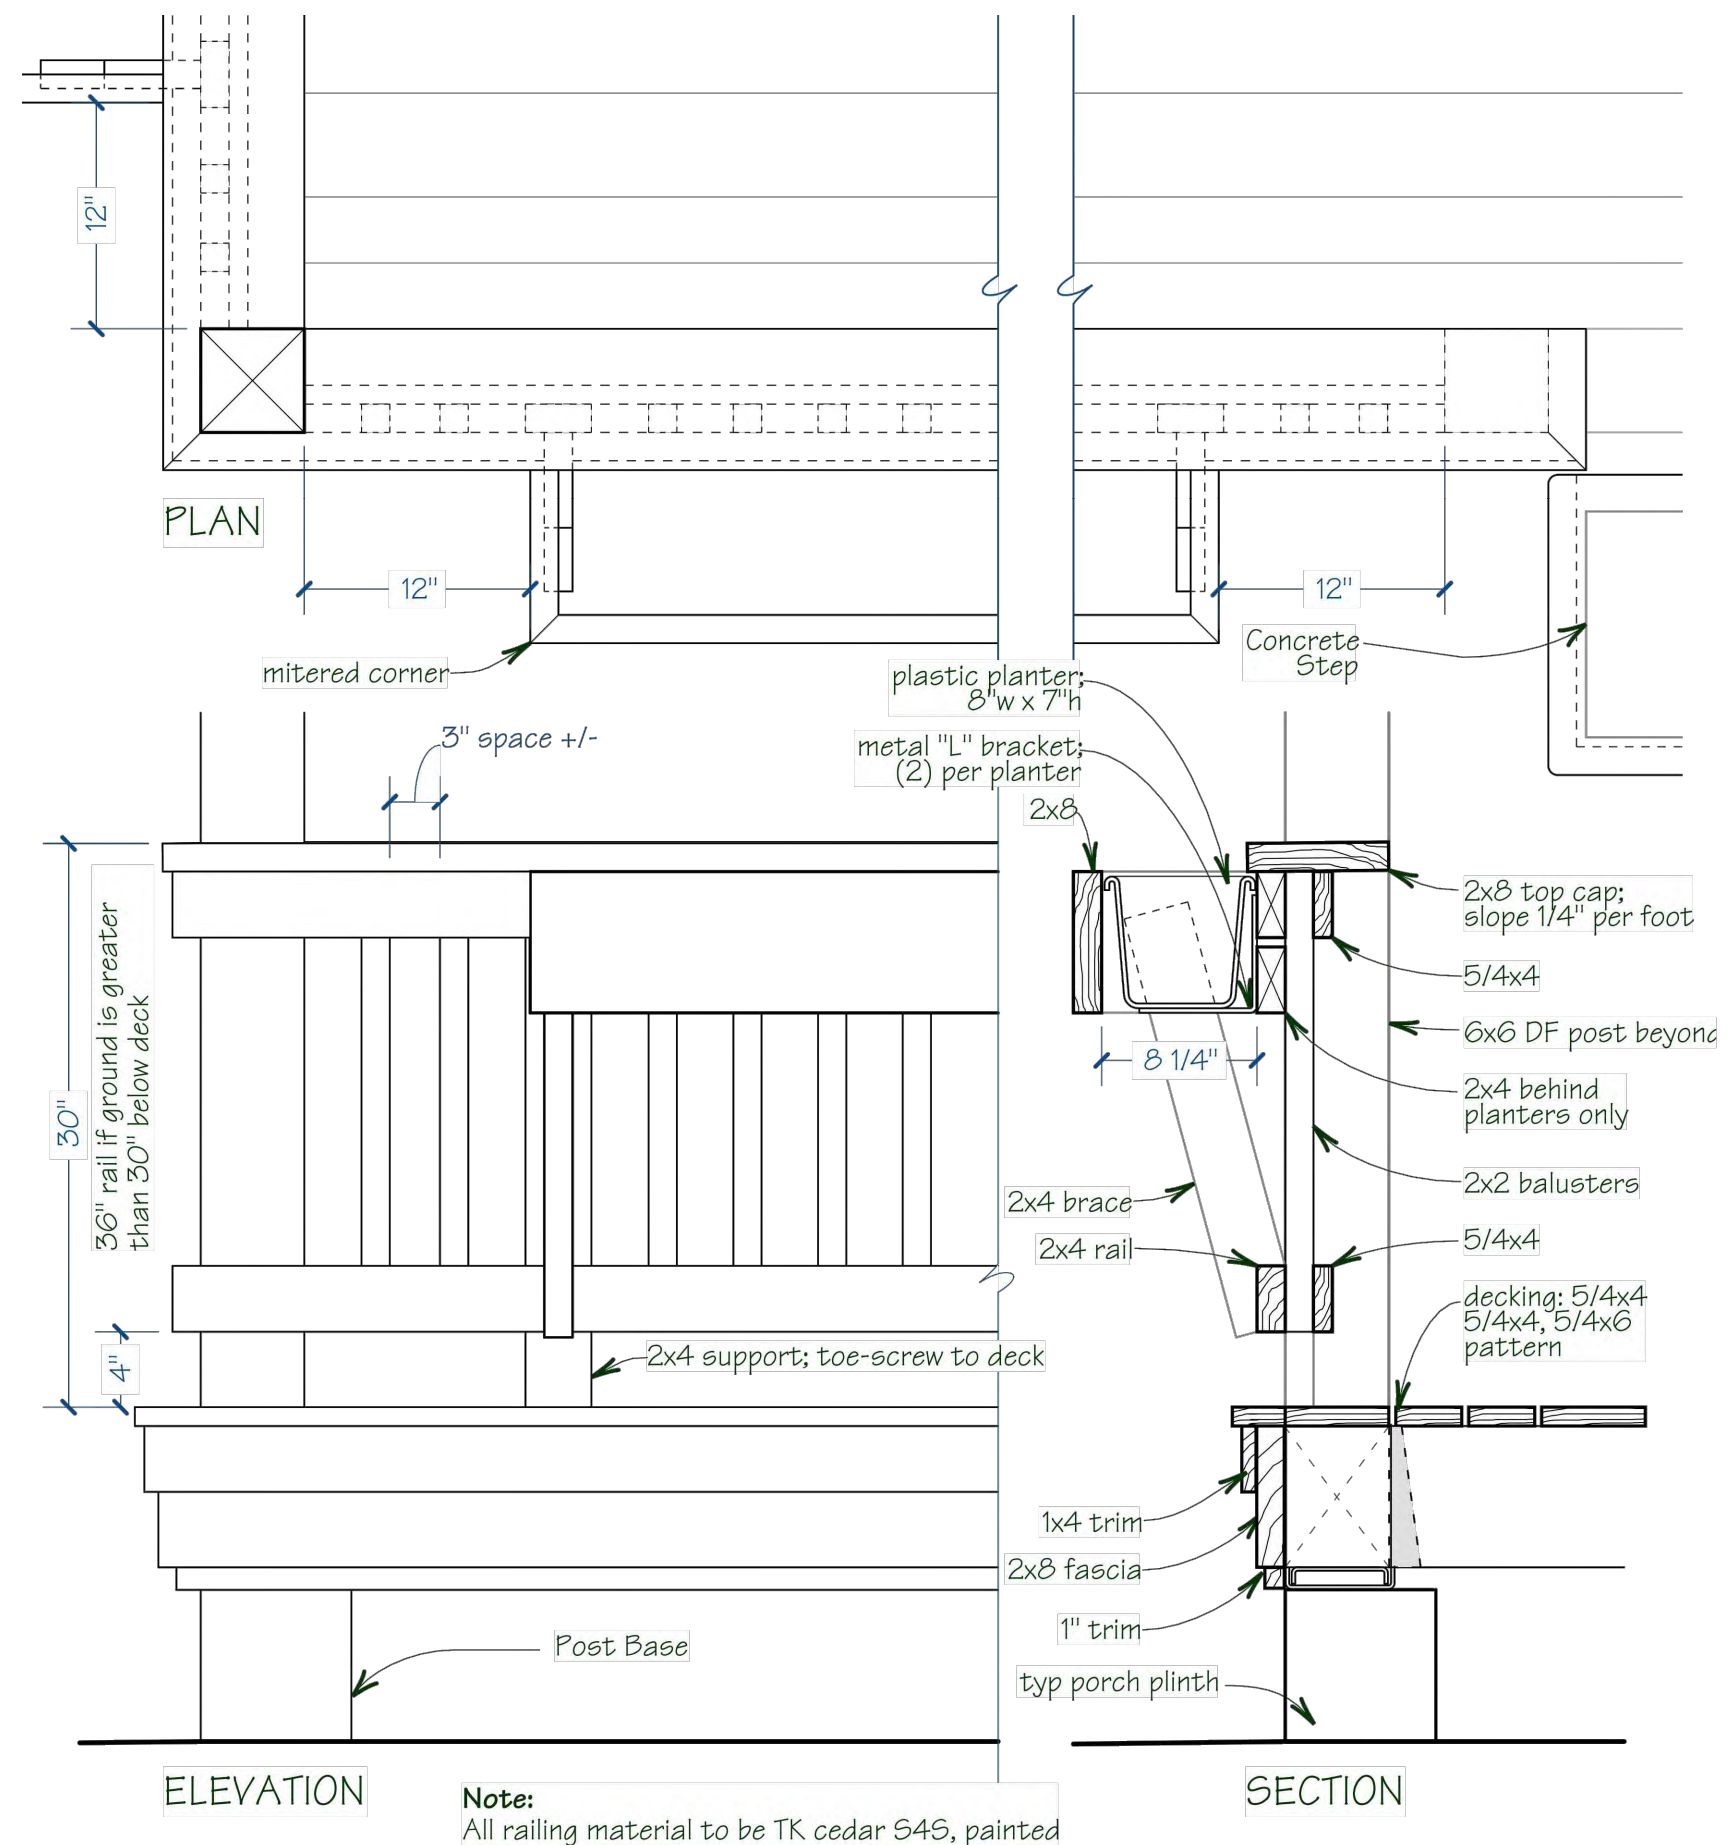 12"
PLAN
12"
12"
mitered corner
Concrete
Step
plastic planter;
8"w x 7"h
3" space +/-
metal "L" bracket;
(2) per planter
2x8
2x8 top cap;
slope 1/4" per foot
5/4x4
6x6 DF post beyond
8 1/4"
2x4 behind
planters only
30"
36" rail if ground is greater
than 30" below deck
2x2 balusters
2x4 brace
2x4 rail
5/4x4
decking: 5/4x4
5/4x4, 5/4x6
pattern
4"
2x4 support; toe-screw to deck
1x4 trim
2x8 fascia
1" trim
Post Base
typ porch plinth
ELEVATION
SECTION
Note:
All railing material to be TK cedar S4S, painted